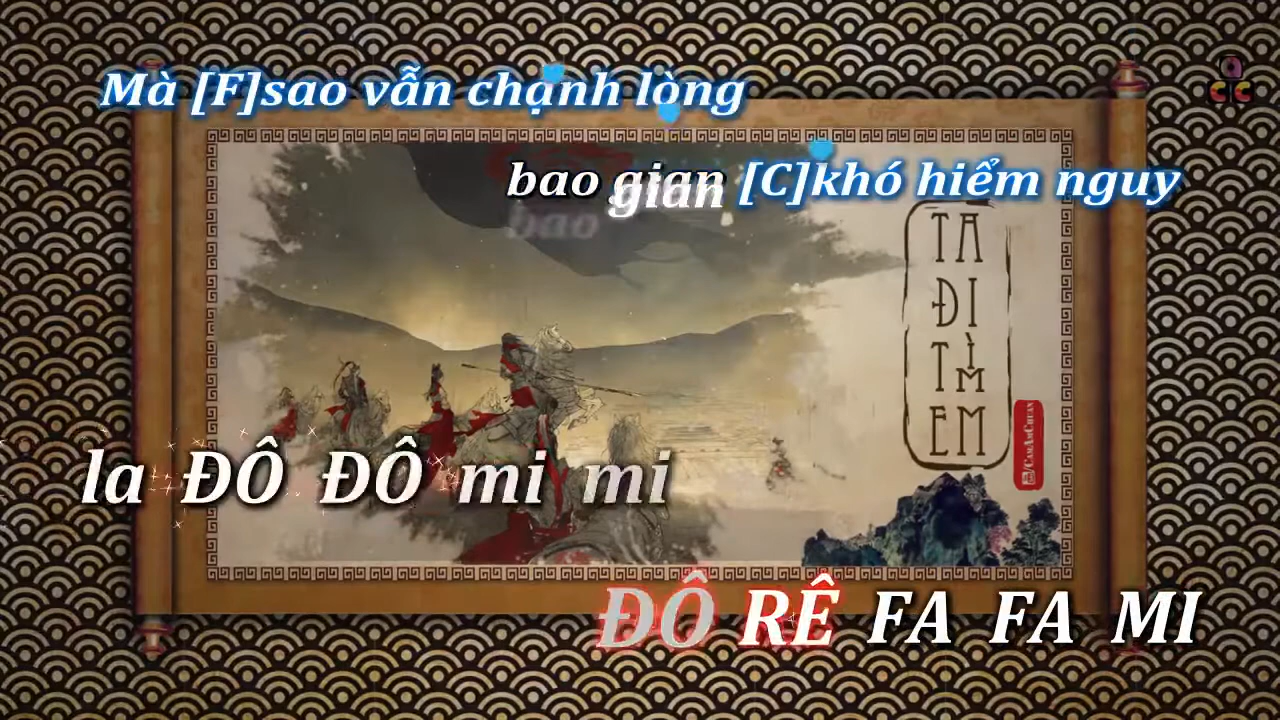 Mà [F]sao vẫn chạnh lòng
bao gian [C]khó hiểm nguy
TA
ĐI
TÌM
EM
CAMAMCHUAN
la ĐÔ ĐÔ mi mi
ĐÔ RÊ FA FA MI